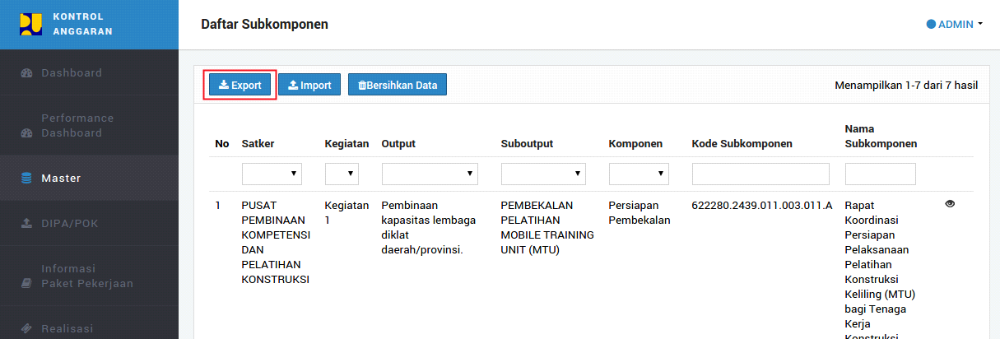 KONTROL
ANGGARAN
Daftar Subkomponen
ADMIN
Dashboard
Performance
Dashboard
Master
DIPA/POK
Informasi
Paket Pekerjaan
Realisasi
Export
Import
Bersihkan Data
Menampilkan 1-7 dari 7 hasil
No
Satker
Kegiatan
Output
Suboutput
Komponen
Kode Subkomponen
Nama
Subkomponen
1
PUSAT
PEMBINAAN
KOMPETENSI
DAN
PELATIHAN
KONSTRUKSI
Kegiatan
1
Pembinaan
kapasitas lembaga
diklat
daerah/provinsi.
PEMBEKALAN
PELATIHAN
MOBILE TRAINING
UNIT (MTU)
Persiapan
Pembekalan
622280.2439.011.003.011.A
Rapat
Koordinasi
Persiapan
Pelaksanaan
Pelatihan
Konstruksi
Keliling (MTU)
bagi Tenaga
Kerja
Konstruksi